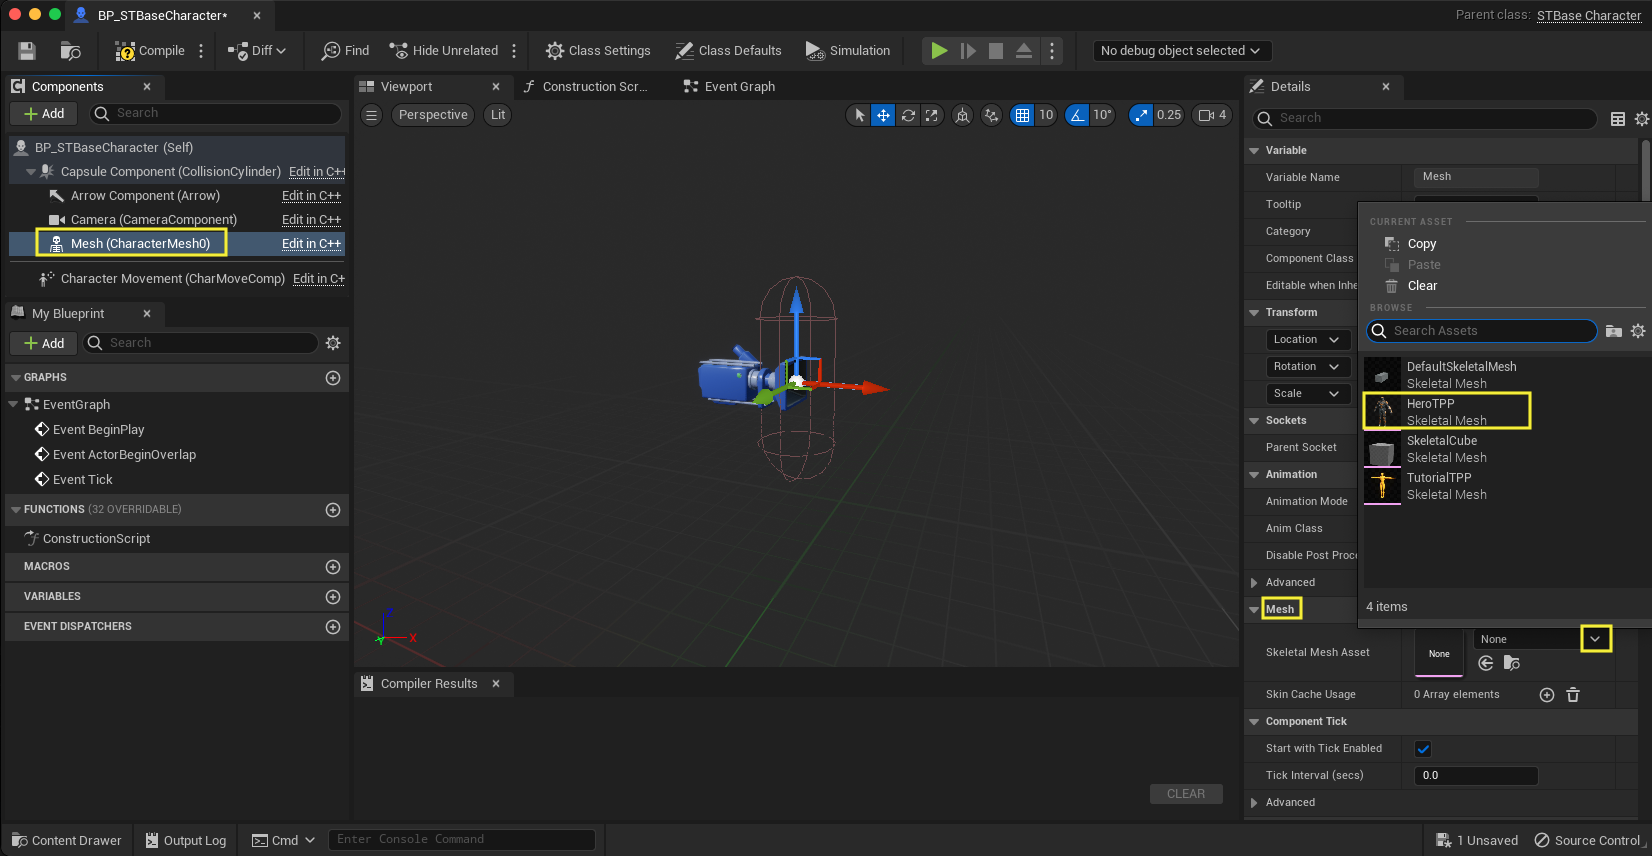 BP_STBaseCharacter*
Parent class: STBase Character
Compile
Diff
Find
Hide Unrelated
Class Settings
Class Defaults
Simulation
No debug object selected
Components
Viewport
Construction Scr...
Event Graph
Details
Add
Search
Perspective
Lit
10
10°
0.25
4
Search
BP_STBaseCharacter (Self)
Capsule Component (CollisionCylinder) Edit in C++
Arrow Component (Arrow) Edit in C++
Camera (CameraComponent) Edit in C++
Mesh (CharacterMesh0) Edit in C++
Character Movement (CharMoveComp) Edit in C+
My Blueprint
Add
Search
GRAPHS
EventGraph
Event BeginPlay
Event ActorBeginOverlap
Event Tick
FUNCTIONS (32 OVERRIDABLE)
ConstructionScript
MACROS
VARIABLES
EVENT DISPATCHERS
Z
X
Y
Compiler Results
CLEAR
Variable
Variable Name Mesh
Tooltip
Category
Component Class
Editable when Inhe
Transform
Location
Rotation
Scale
Sockets
Parent Socket
Animation
Animation Mode
Anim Class
Disable Post Proce
Advanced
Mesh
CURRENT ASSET
Copy
Paste
Clear
BROWSE
Search Assets
DefaultSkeletalMesh
Skeletal Mesh
HeroTPP
Skeletal Mesh
SkeletalCube
Skeletal Mesh
TutorialTPP
Skeletal Mesh
4 items
Skeletal Mesh Asset
None
None
Skin Cache Usage 0 Array elements
Component Tick
Start with Tick Enabled
Tick Interval (secs) 0.0
Advanced
Content Drawer
Output Log
Cmd
Enter Console Command
1 Unsaved
Source Control